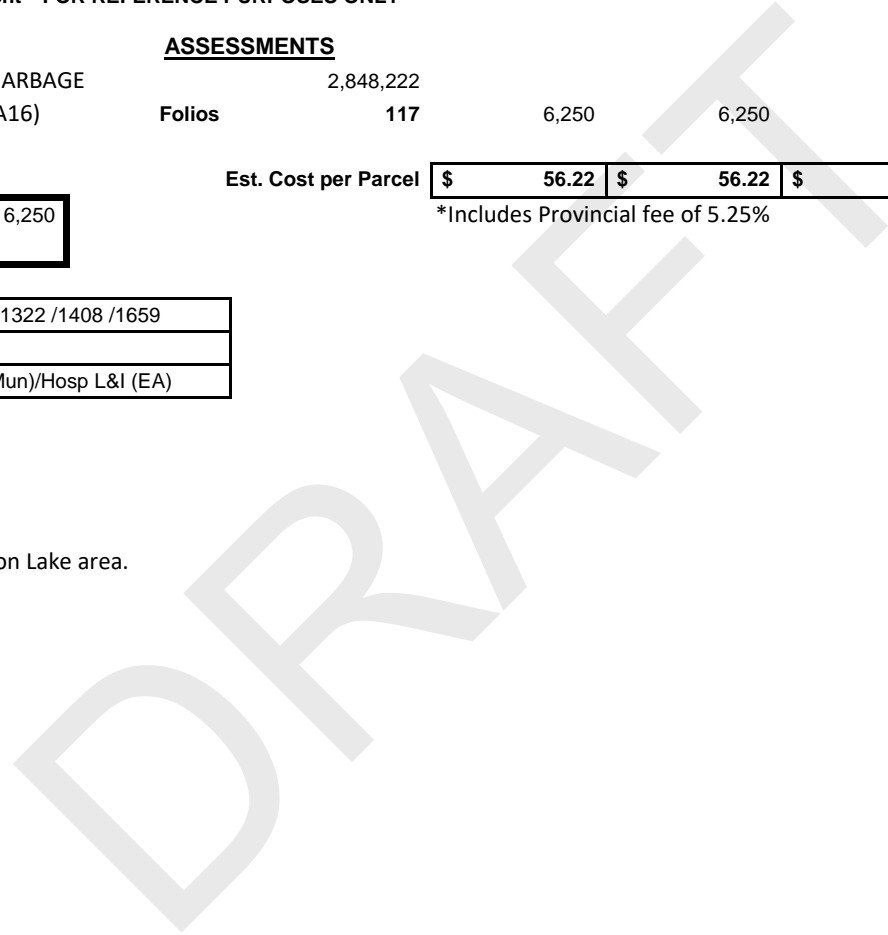 ASSESSMENTS
ARBAGE 2,848,222
A16) Folios 117 6,250 6,250
Est. Cost per Parcel $ 56.22 $ 56.22 $
6,250 *Includes Provincial fee of 5.25%
1322 /1408 /1659
Mun)/Hosp L&I (EA)
on Lake area.
DRAFT